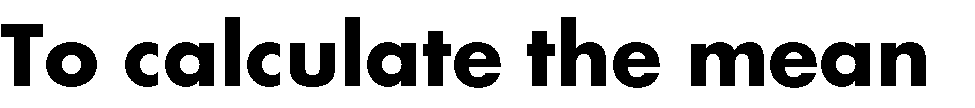 To calculate the mean